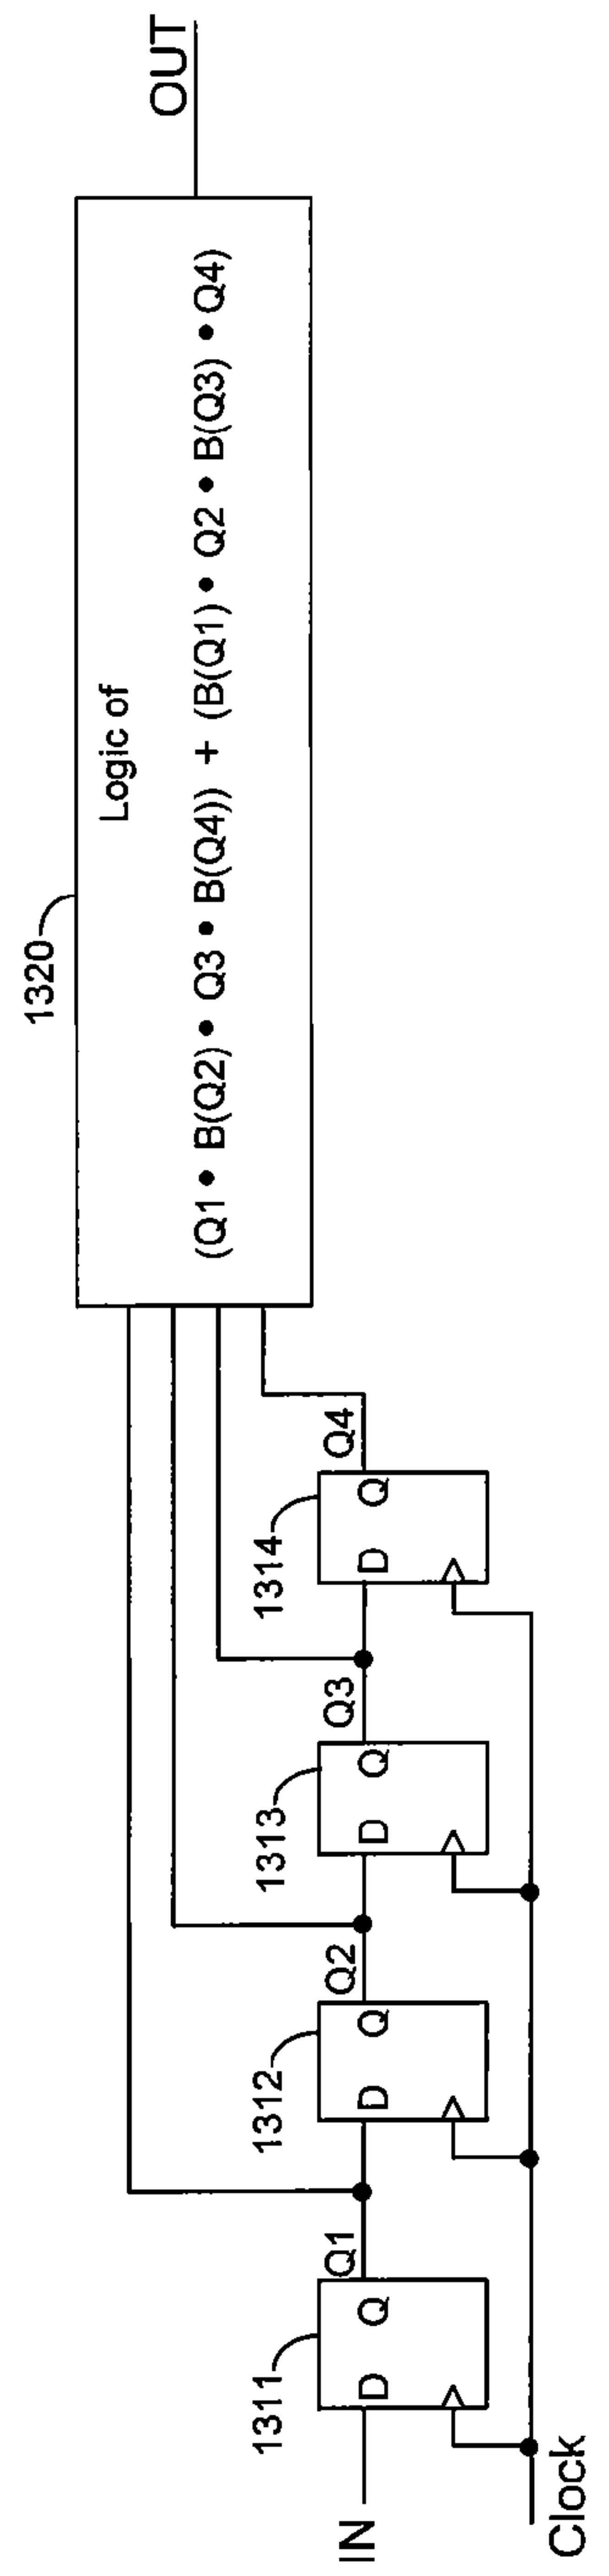 OUT
1320
Logic of
(Q1 • B(Q2) • Q3 • B(Q4)) + (B(Q1) • Q2 • B(Q3) • Q4)
1311
1312
1313
1314
IN
D
Q
Q1
D
Q
Q2
D
Q
Q3
D
Q
Q4
Clock